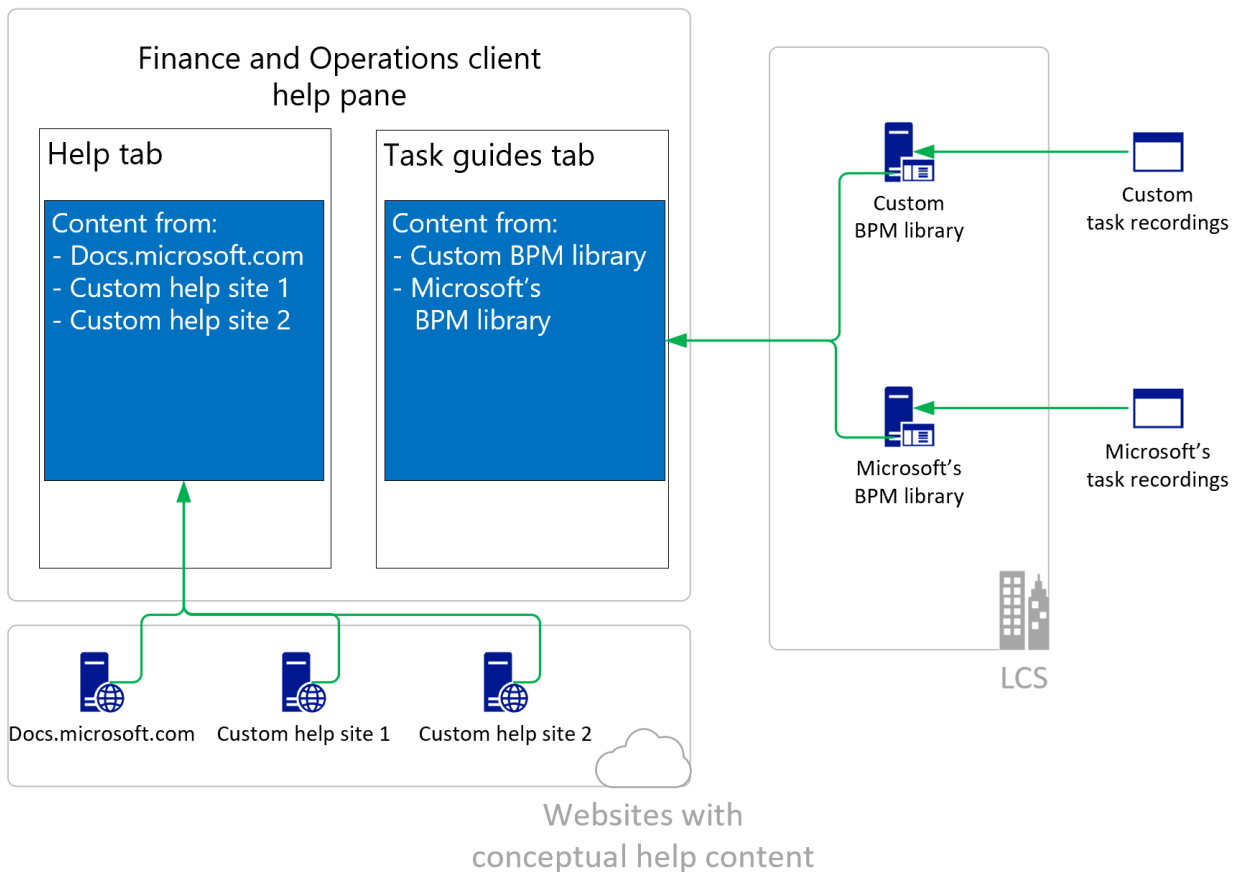 Finance and Operations client
help pane
Help tab
Content from:
- Docs.microsoft.com
- Custom help site 1
- Custom help site 2
Task guides tab
Content from:
- Custom BPM library
- Microsoft’s
BPM library
Custom
BPM library
Custom
task recordings
Microsoft’s
BPM library
Microsoft’s
task recordings
LCS
Docs.microsoft.com
Custom help site 1
Custom help site 2
Websites with
conceptual help content